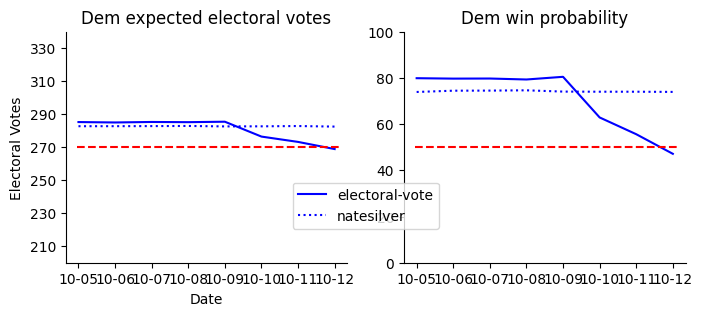 Dem expected electoral votes
Electoral Votes
330
310
290
270
250
230
210
10-05 10-06 10-07 10-08 10-09 10-10 10-11 10-12
Date
Dem win probability
100
80
60
40
0
10-05 10-06 10-07 10-08 10-09 10-10 10-11 10-12
electoral-vote
natesilver